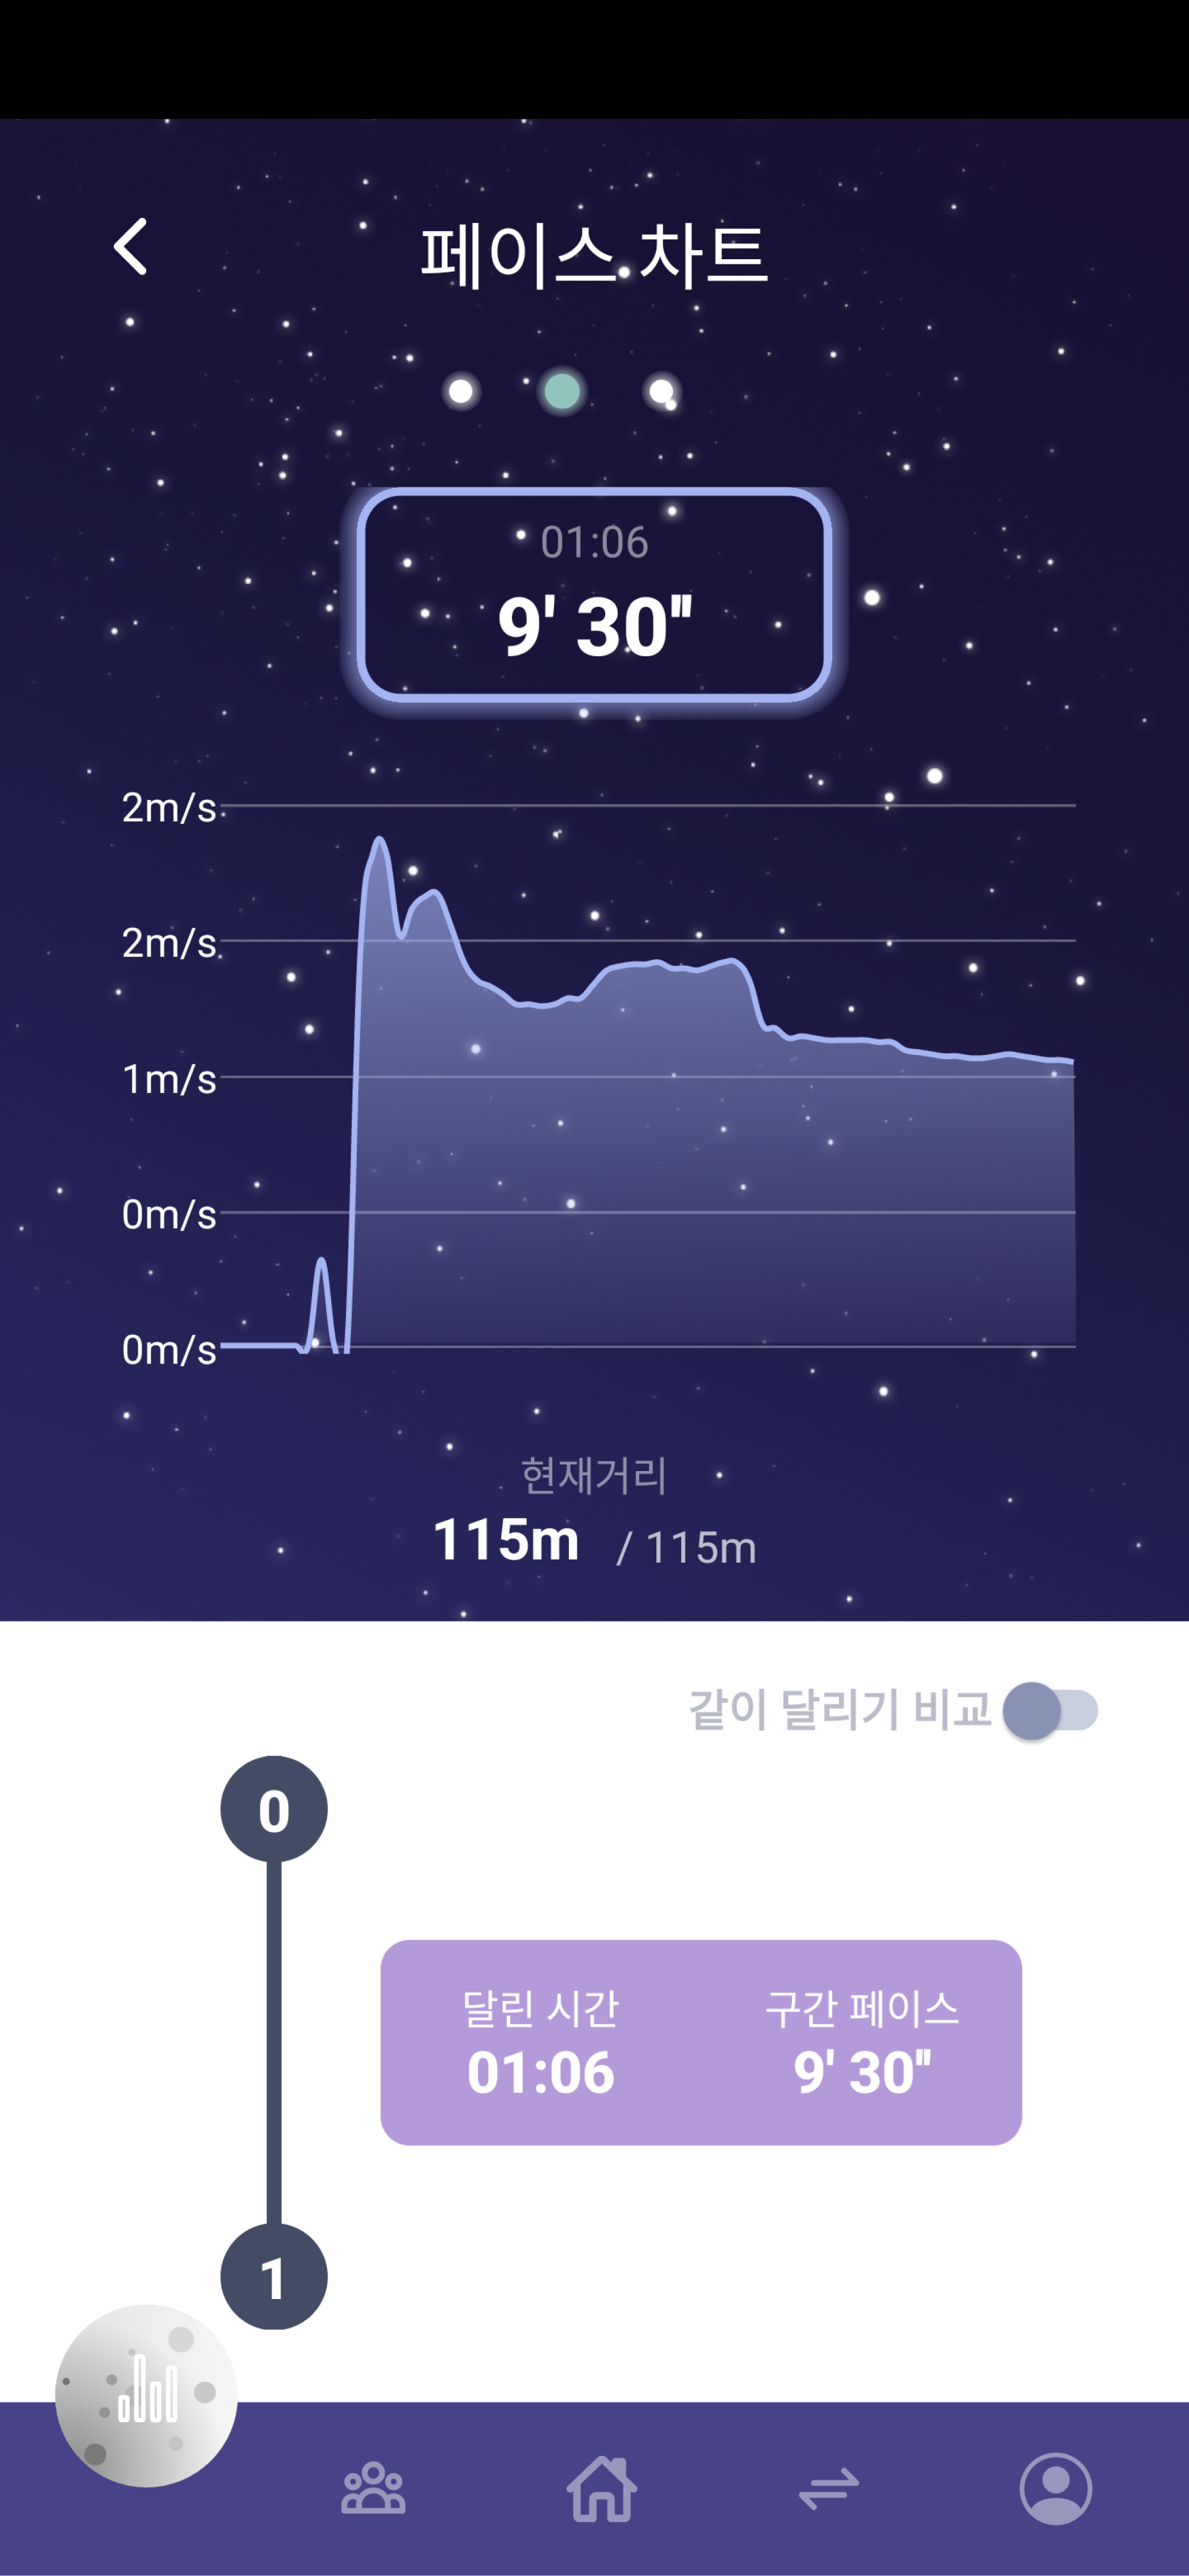 페이스 차트
01:06
9' 30"
2m/s
2m/s
1m/s
0m/s
0m/s
현재거리
115m / 115m
같이 달리기 비교
0
달린 시간 구간 페이스
01:06 9' 30"
1